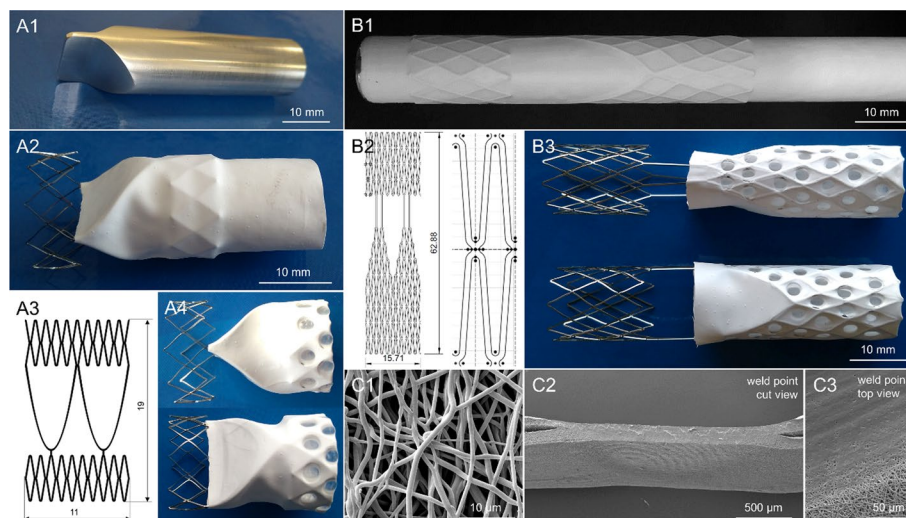 A1
10 mm
B1
10 mm
A2
10 mm
B2
62.88
15.71
B3
10 mm
A3
19
11
A4
C1
10 µm
C2
weld point
cut view
500 µm
C3
weld point
top view
50 µm